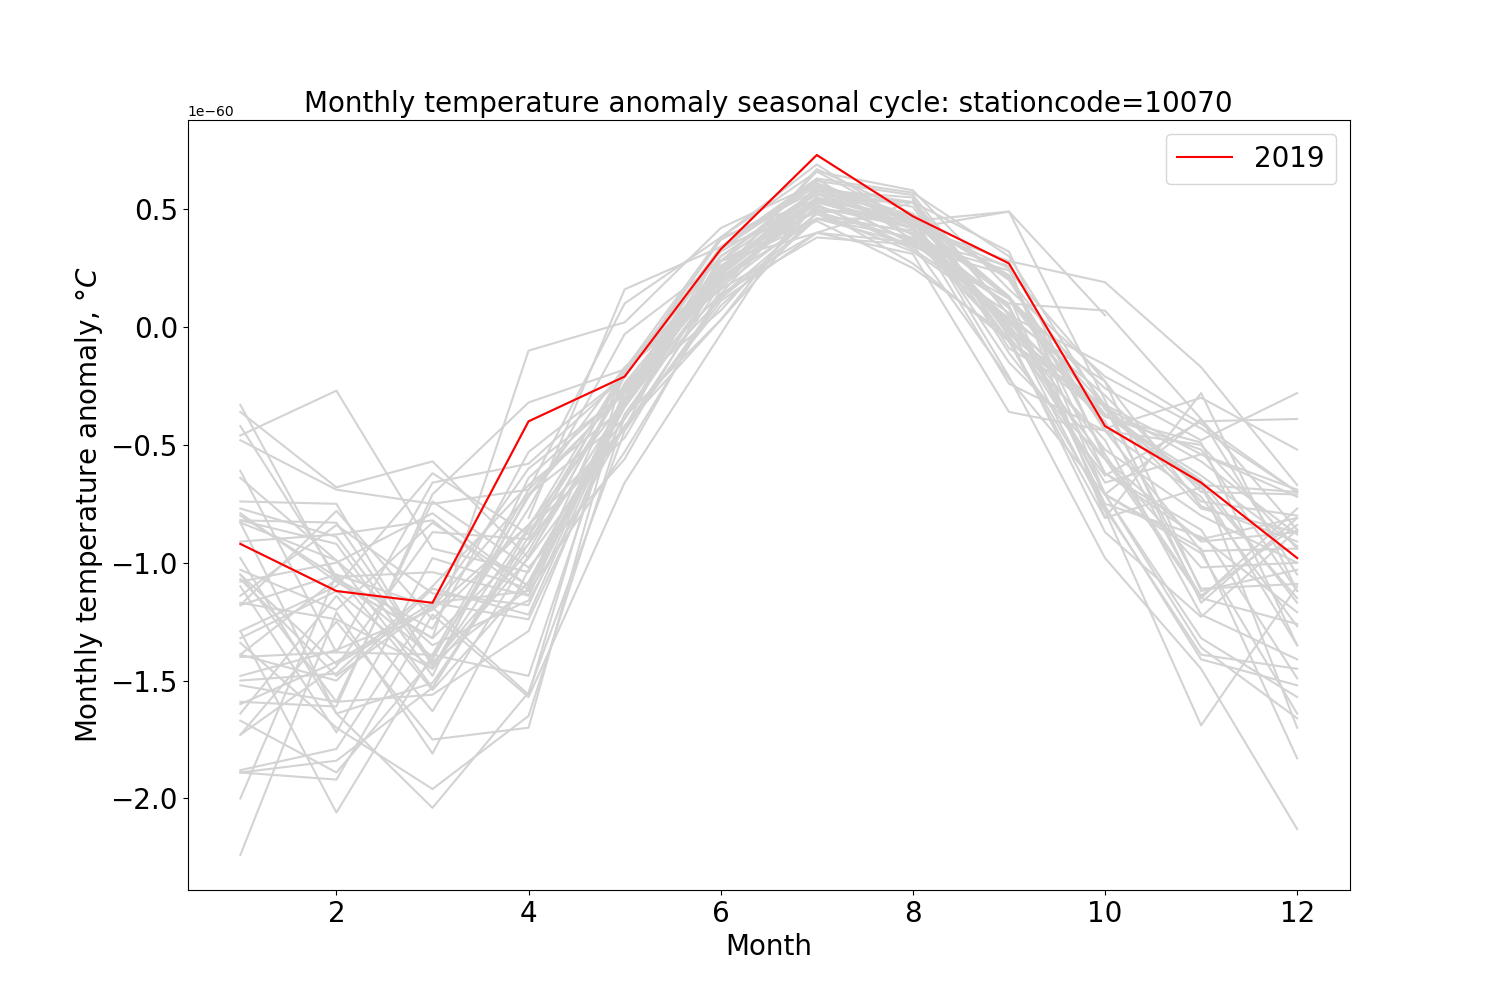 Monthly temperature anomaly seasonal cycle: stationcode=10070
1e−60
2019
0.5
0.0
−0.5
−1.0
−1.5
−2.0
Monthly temperature anomaly, °C
2 4 6 8 10 12
Month